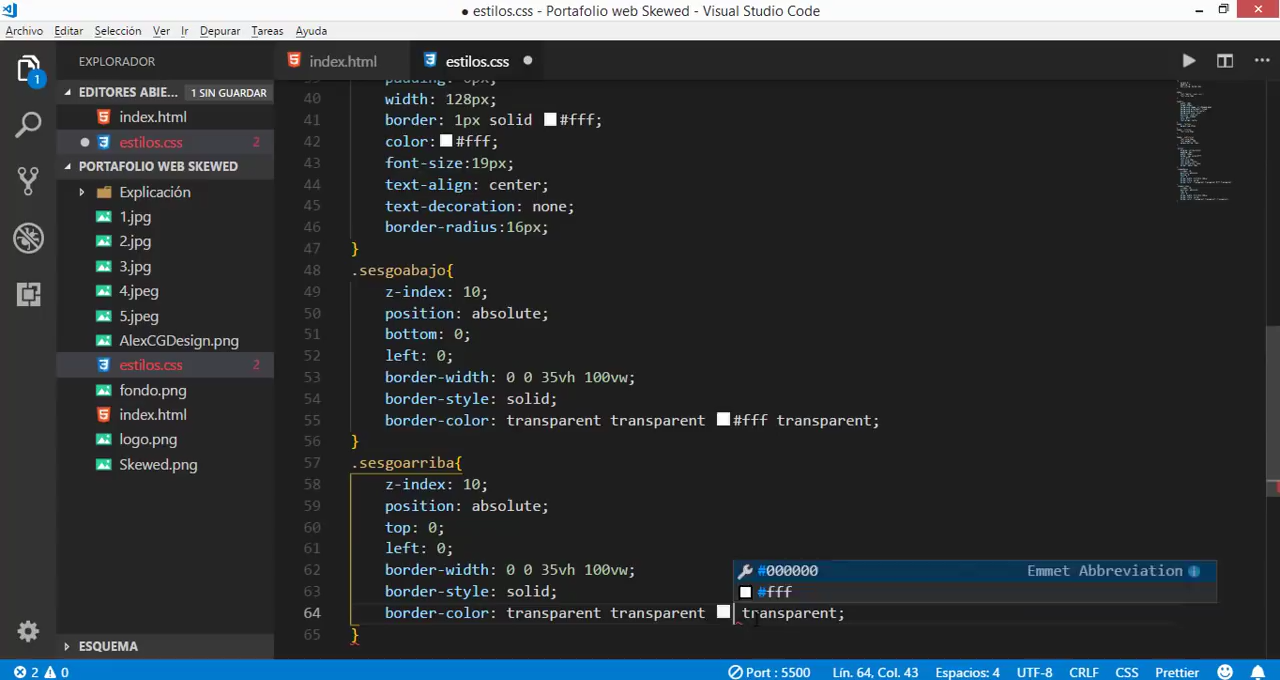 ● estilos.css - Portafolio web Skewed - Visual Studio Code
Archivo Editar Selección Ver Ir Depurar Tareas Ayuda
EXPLORADOR
index.html
estilos.css
EDITORES ABIE... 1 SIN GUARDAR
index.html
estilos.css 2
PORTAFOLIO WEB SKEWED
Explicación
1.jpg
2.jpg
3.jpg
4.jpeg
5.jpeg
AlexCGDesign.png
estilos.css 2
fondo.png
index.html
logo.png
Skewed.png
ESQUEMA
1
40 width: 128px;
41 border: 1px solid #fff;
42 color: #fff;
43 font-size:19px;
44 text-align: center;
45 text-decoration: none;
46 border-radius:16px;
47 }
48 .sesgoabajo{
49 z-index: 10;
50 position: absolute;
51 bottom: 0;
52 left: 0;
53 border-width: 0 0 35vh 100vw;
54 border-style: solid;
55 border-color: transparent transparent #fff transparent;
56 }
57 .sesgoarriba{
58 z-index: 10;
59 position: absolute;
60 top: 0;
61 left: 0;
62 border-width: 0 0 35vh 100vw;
63 border-style: solid;
64 border-color: transparent transparent transparent;
65 }
#000000 Emmet Abbreviation
#fff
2 0 Port : 5500 Lín. 64, Col. 43 Espacios: 4 UTF-8 CRLF CSS Prettier